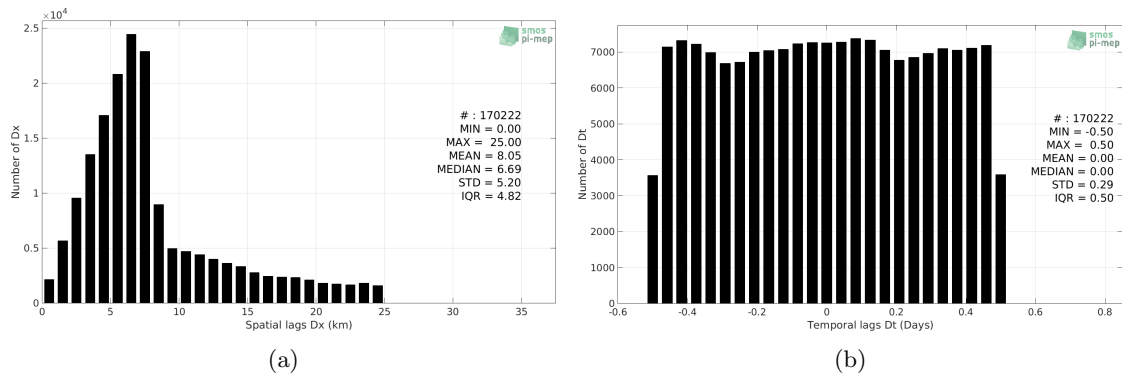 ×10⁴
2.5
2
1.5
1
0.5
0
Number of Dx
smos
pi-mep
# : 170222
MIN = 0.00
MAX = 25.00
MEAN = 8.05
MEDIAN = 6.69
STD = 5.20
IQR = 4.82
0 5 10 15 20 25 30 35
Spatial lags Dx (km)
(a)
7000
6000
5000
4000
3000
2000
1000
0
Number of Dt
smos
pi-mep
# : 170222
MIN = -0.50
MAX = 0.50
MEAN = 0.00
MEDIAN = 0.00
STD = 0.29
IQR = 0.50
-0.6 -0.4 -0.2 0 0.2 0.4 0.6 0.8
Temporal lags Dt (Days)
(b)